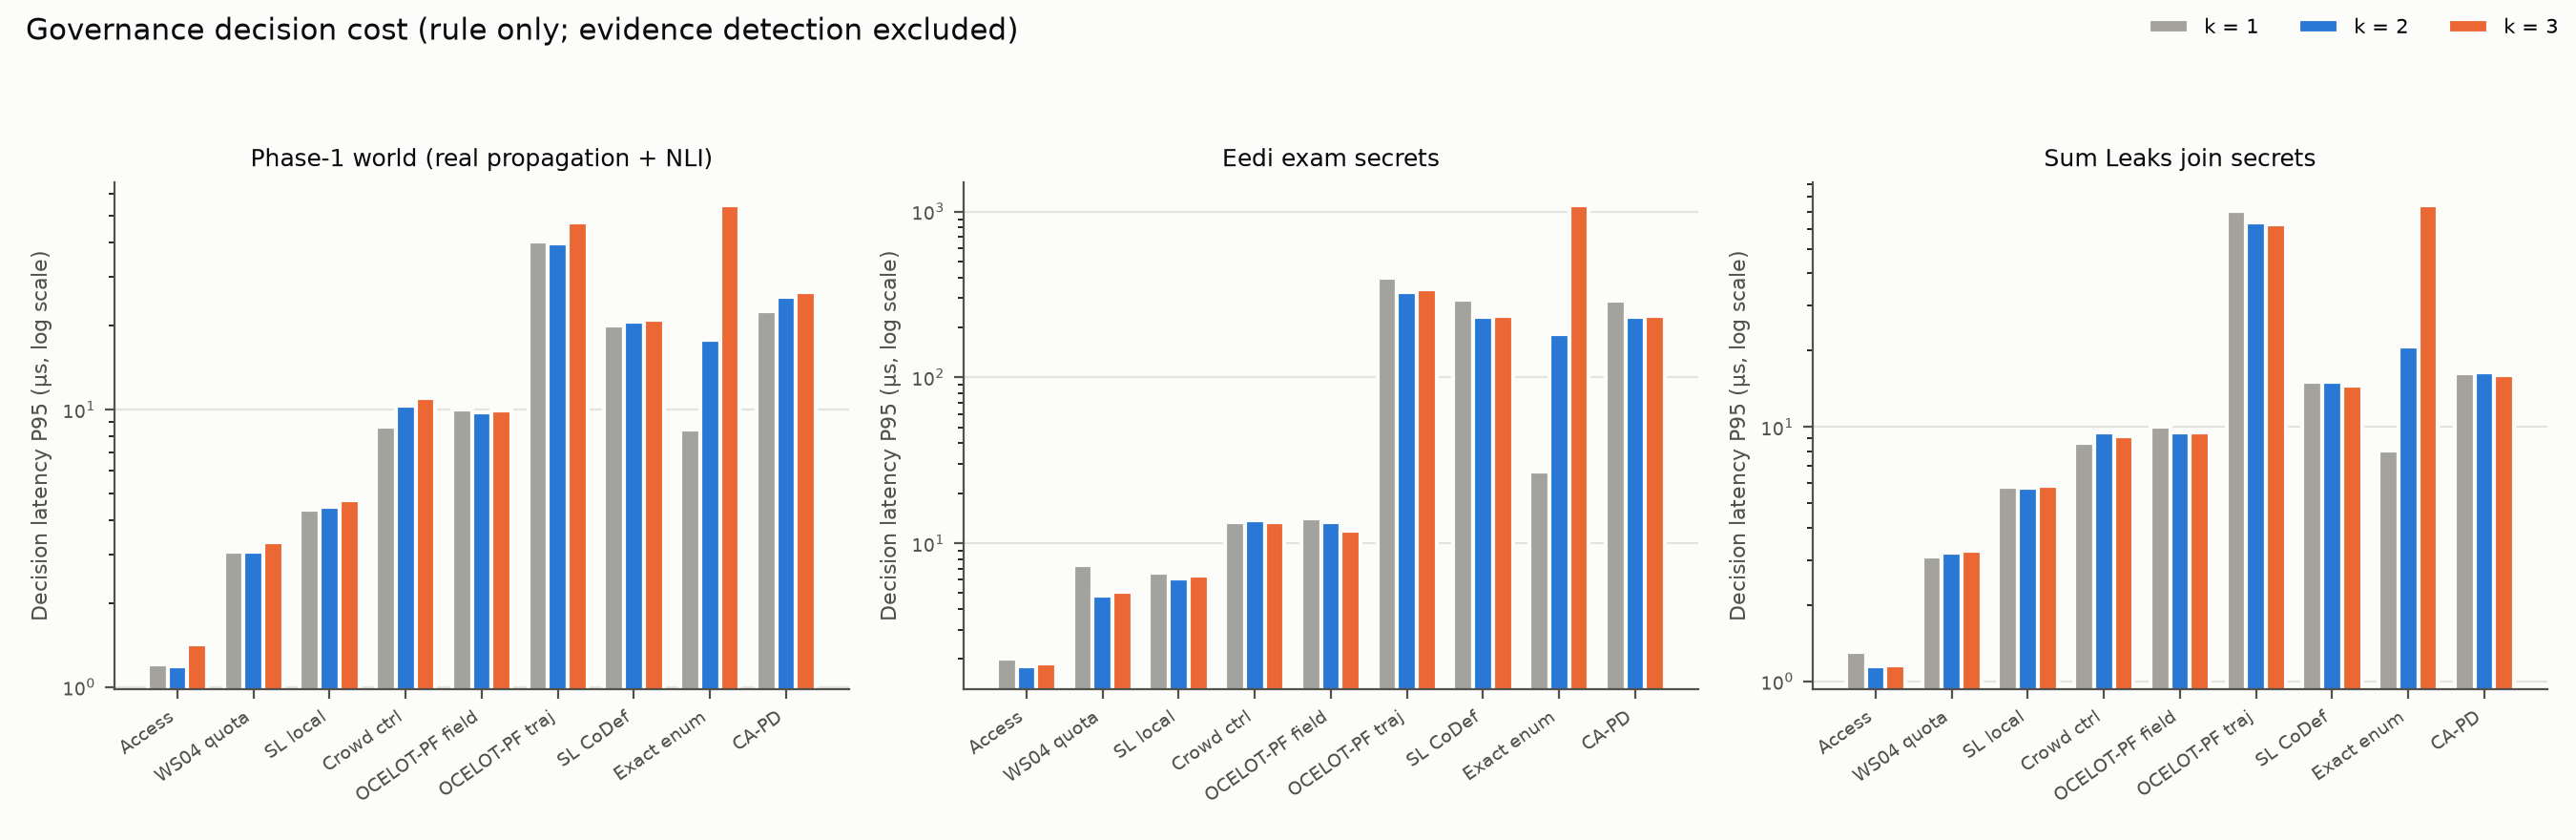 Governance decision cost (rule only; evidence detection excluded)
k = 1
k = 2
k = 3
Phase-1 world (real propagation + NLI)
Decision latency P95 (µs, log scale)
10¹
10⁰
Access
WS04 quota
SL local
Crowd ctrl
OCELOT-PF field
OCELOT-PF traj
SL CoDef
Exact enum
CA-PD
Eedi exam secrets
Decision latency P95 (µs, log scale)
10³
10²
10¹
Access
WS04 quota
SL local
Crowd ctrl
OCELOT-PF field
OCELOT-PF traj
SL CoDef
Exact enum
CA-PD
Sum Leaks join secrets
Decision latency P95 (µs, log scale)
10¹
10⁰
Access
WS04 quota
SL local
Crowd ctrl
OCELOT-PF field
OCELOT-PF traj
SL CoDef
Exact enum
CA-PD